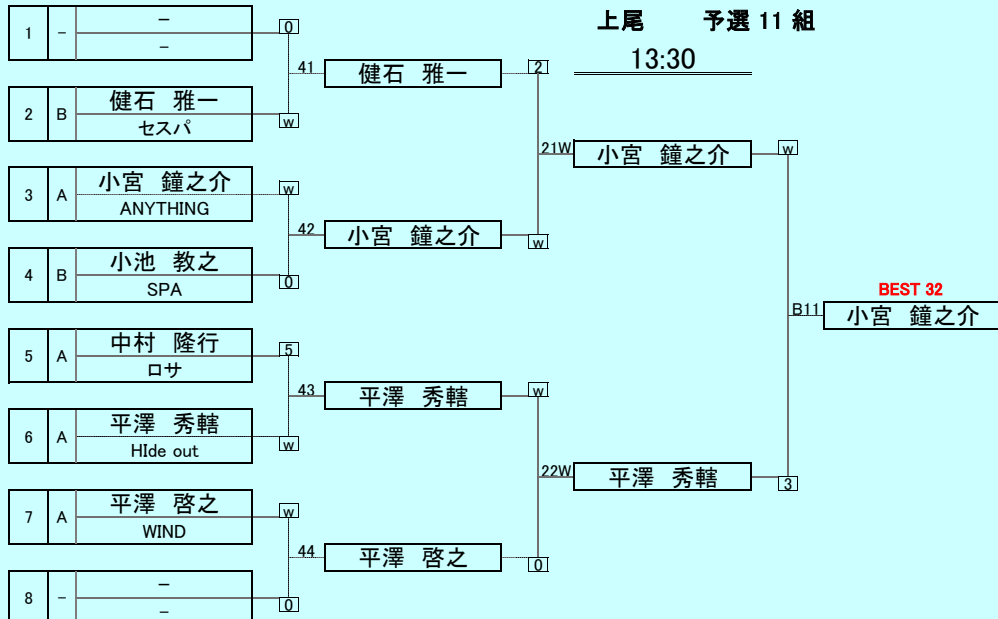 上尾 予選 11 組
13:30
1 - － 0
－
41 健石 雅一 2
2 B 健石 雅一 w
セスパ
21W 小宮 鐘之介 w
3 A 小宮 鐘之介 w
ANYTHING
42 小宮 鐘之介 w
4 B 小池 教之 0
SPA
BEST 32
B11 小宮 鐘之介
5 A 中村 隆行 5
ロサ
43 平澤 秀轄 w
6 A 平澤 秀轄 w
HIde out
22W 平澤 秀轄 3
7 A 平澤 啓之 w
WIND
44 平澤 啓之 0
8 - － 0
－